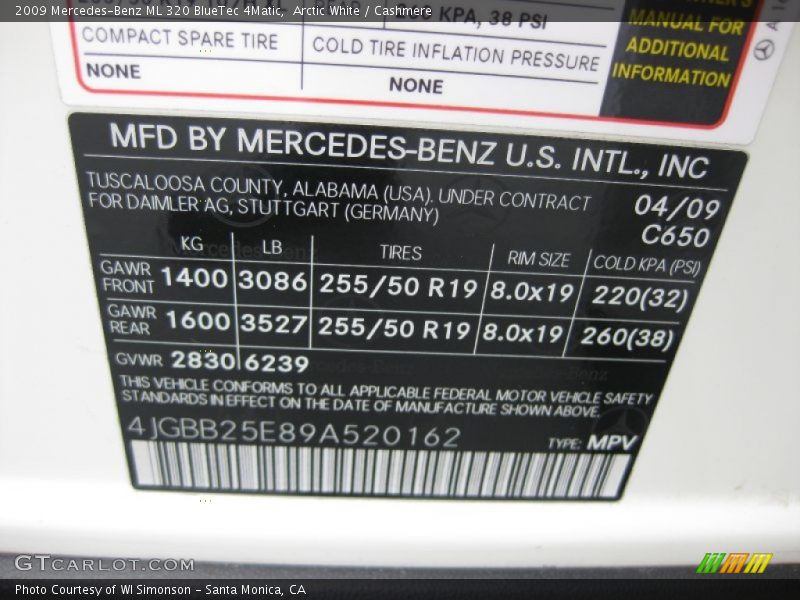 2009 Mercedes-Benz ML 320 BlueTec 4Matic, Arctic White / Cashmere
KPA, 38 PSI
COMPACT SPARE TIRE COLD TIRE INFLATION PRESSURE
NONE NONE
MANUAL FOR
ADDITIONAL
INFORMATION
MFD BY MERCEDES-BENZ U.S. INTL., INC
TUSCALOOSA COUNTY, ALABAMA (USA). UNDER CONTRACT 04/09
FOR DAIMLER AG, STUTTGART (GERMANY) C650
KG LB TIRES RIM SIZE COLD KPA (PSI)
GAWR FRONT 1400 3086 255/50 R19 8.0x19 220(32)
GAWR REAR 1600 3527 255/50 R19 8.0x19 260(38)
GVWR 2830 6239
THIS VEHICLE CONFORMS TO ALL APPLICABLE FEDERAL MOTOR VEHICLE SAFETY
STANDARDS IN EFFECT ON THE DATE OF MANUFACTURE SHOWN ABOVE.
4JGBB25E89A520162 TYPE: MPV
GTCARLOT.COM
Photo Courtesy of WI Simonson - Santa Monica, CA